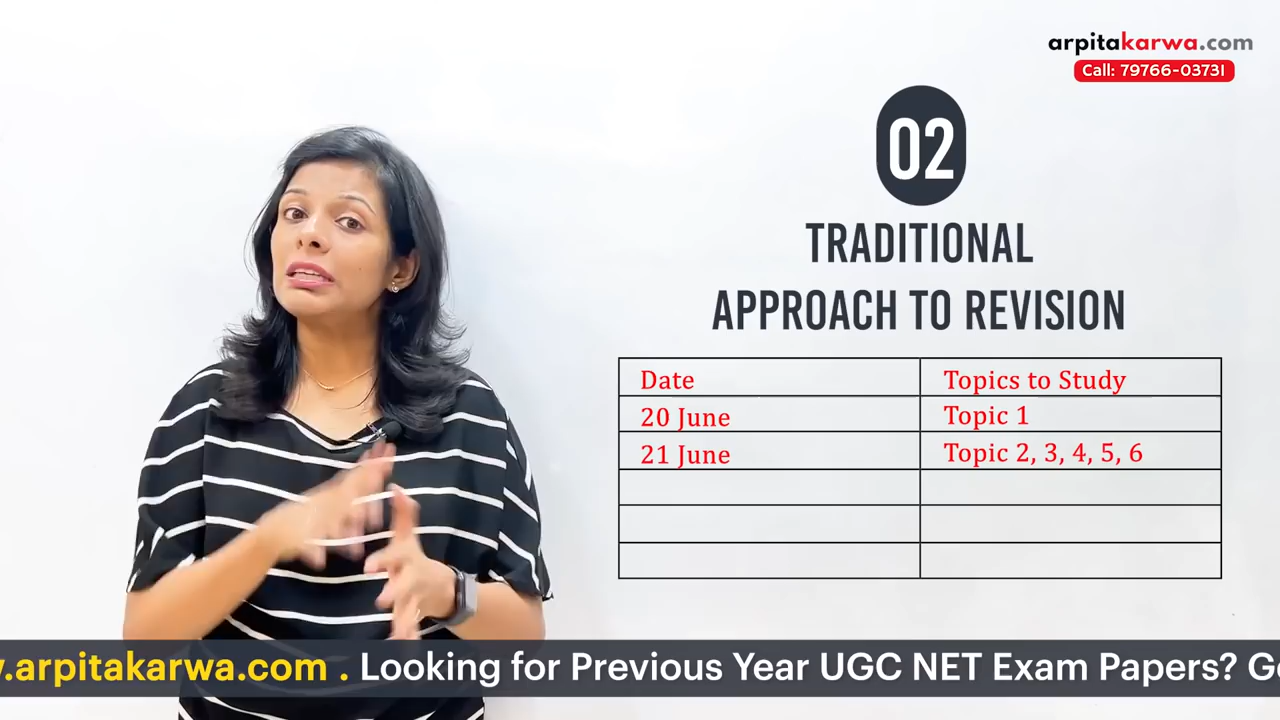 arpitakarwa.com
Call: 79766-03731
02
TRADITIONAL
APPROACH TO REVISION
Date Topics to Study
20 June Topic 1
21 June Topic 2, 3, 4, 5, 6
.arpitakarwa.com . Looking for Previous Year UGC NET Exam Papers?